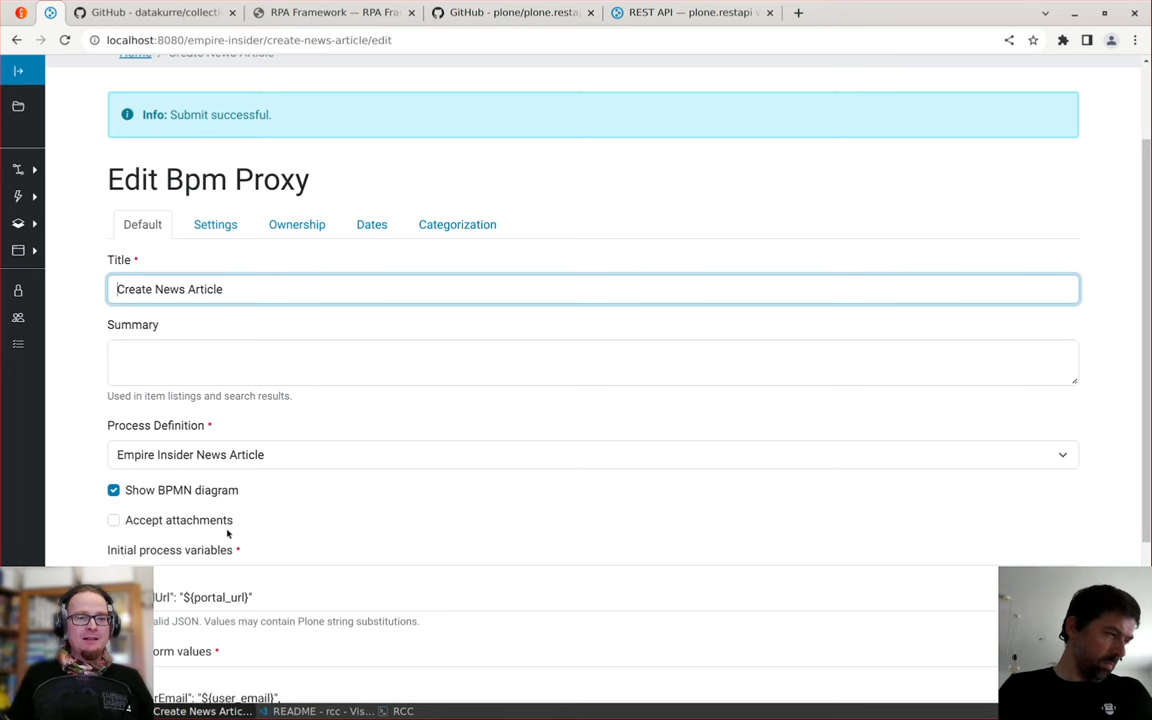 GitHub - datakurre/collecti
RPA Framework — RPA Fra
GitHub - plone/plone.resta
REST API — plone.restapi v
localhost:8080/empire-insider/create-news-article/edit
Home / Create News Article
Info: Submit successful.
Edit Bpm Proxy
Default Settings Ownership Dates Categorization
Title •
Create News Article
Summary
Used in item listings and search results.
Process Definition •
Empire Insider News Article
Show BPMN diagram
Accept attachments
Initial process variables •
Url": "${portal_url}"
alid JSON. Values may contain Plone string substitutions.
orm values •
rEmail": "${user_email}",
Create News Artic... README - rcc - Vis... RCC